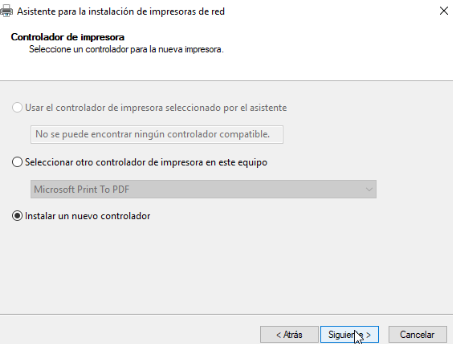 Asistente para la instalación de impresoras de red
Controlador de impresora
Seleccione un controlador para la nueva impresora.
Usar el controlador de impresora seleccionado por el asistente
No se puede encontrar ningún controlador compatible.
Seleccionar otro controlador de impresora en este equipo
Microsoft Print To PDF
Instalar un nuevo controlador
< Atrás Siguiente > Cancelar